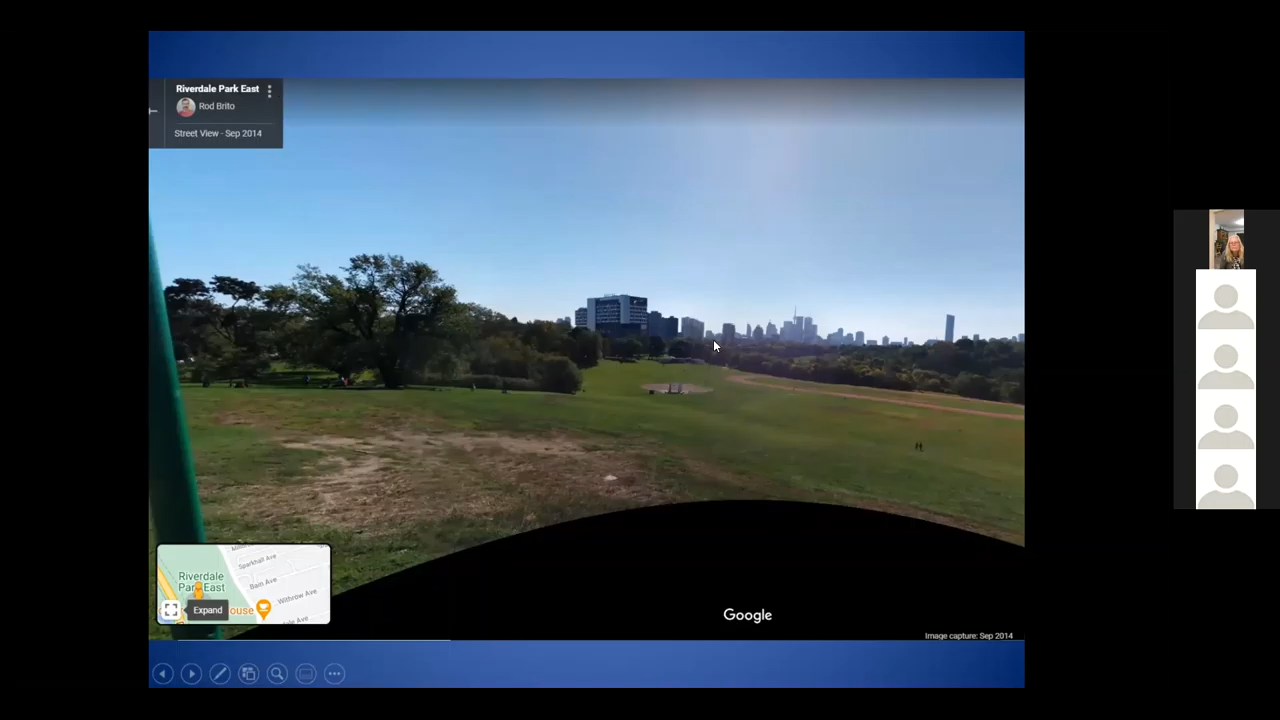 Riverdale Park East
Rod Brito
Street View - Sep 2014
Sparkhall Ave
Bain Ave
Withrow Ave
Riverdale
Park East
Expand
ouse
Google
Image capture: Sep 2014